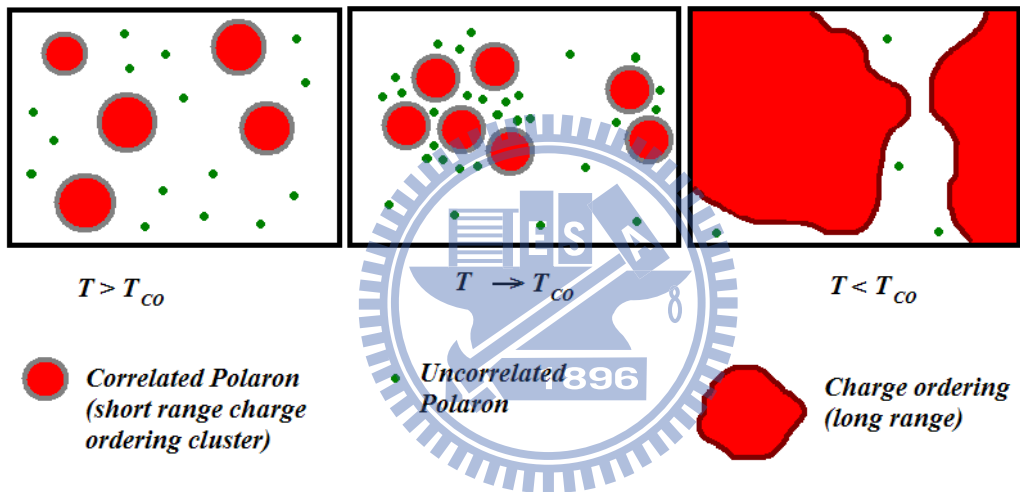 T > T_CO
T → T_CO
T < T_CO
Correlated Polaron
(short range charge
ordering cluster)
Uncorrelated
Polaron
Charge ordering
(long range)
E S A
1896